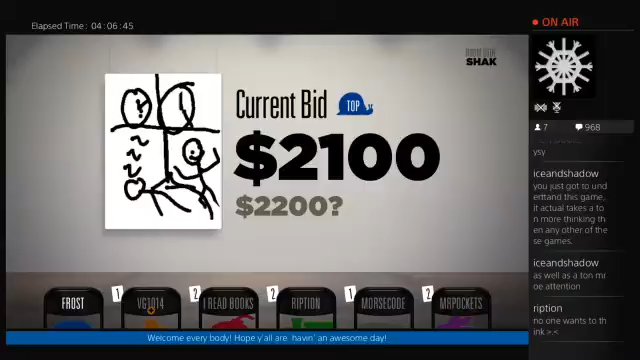 Elapsed Time : 04:06:45
ON AIR
SHAK
Current Bid
TOP
$2100
$2200?
7
968
ysy
iceandshadow
you just got to und
erttand this game,
it actual takes a to
n more thinking th
en any other of the
se games.
iceandshadow
as well as a ton mr
oe attention
ription
no one wants to th
ink >.<
1
2
2
1
2
FROST
VG1014
I READ BOOKS
RIPTION
MORSECODE
MRPOCKETS
Welcome every body! Hope y'all are havin' an awesome day!